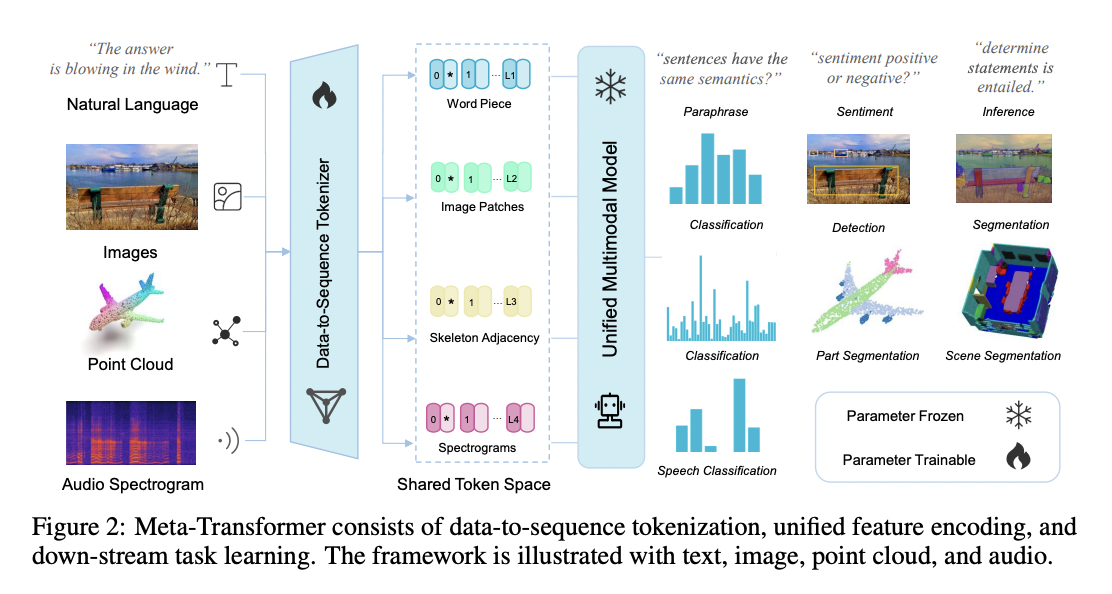 “The answer
is blowing in the wind.”
Natural Language
Images
Point Cloud
Audio Spectrogram
Data-to-Sequence Tokenizer
0 * 1 ... L1
Word Piece
0 * 1 ... L2
Image Patches
0 * 1 ... L3
Skeleton Adjacency
0 * 1 ... L4
Spectrograms
Shared Token Space
Unified Multimodal Model
“sentences have the
same semantics?”
Paraphrase
“sentiment positive
or negative?”
Sentiment
“determine
statements is
entailed.”
Inference
Classification
Detection
Segmentation
Classification
Part Segmentation
Scene Segmentation
Speech Classification
Parameter Frozen
Parameter Trainable
Figure 2: Meta-Transformer consists of data-to-sequence tokenization, unified feature encoding, and
down-stream task learning. The framework is illustrated with text, image, point cloud, and audio.